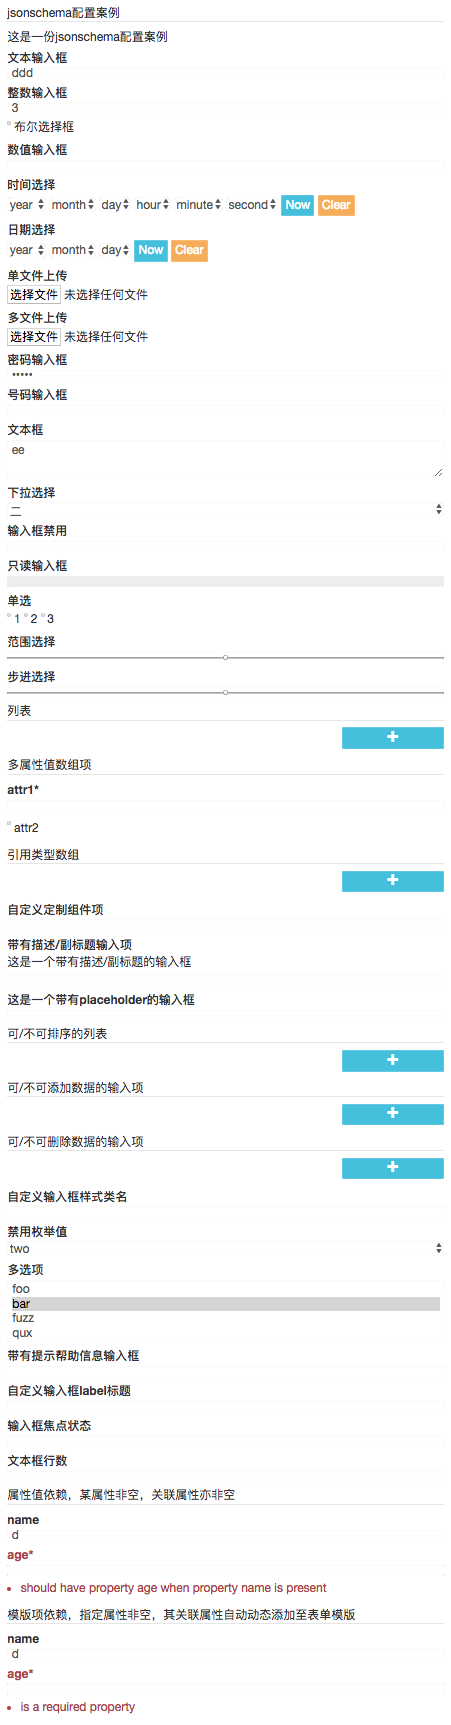 jsonschema配置案例
这是一份jsonschema配置案例
文本输入框
ddd
整数输入框
3
布尔选择框
数值输入框
时间选择
year month day hour minute second Now Clear
日期选择
year month day Now Clear
单文件上传
选择文件 未选择任何文件
多文件上传
选择文件 未选择任何文件
密码输入框
•••••
号码输入框
文本框
ee
下拉选择
二
输入框禁用
只读输入框
单选
1 2 3
范围选择
步进选择
列表
+
多属性值数组项
attr1*
attr2
引用类型数组
+
自定义定制组件项
带有描述/副标题输入项
这是一个带有描述/副标题的输入框
这是一个带有placeholder的输入框
可/不可排序的列表
+
可/不可添加数据的输入项
+
可/不可删除数据的输入项
+
自定义输入框样式类名
禁用枚举值
two
多选项
foo
bar
fuzz
qux
带有提示帮助信息输入框
自定义输入框label标题
输入框焦点状态
文本框行数
属性值依赖，某属性非空，关联属性亦非空
name
d
age*
• should have property age when property name is present
模版项依赖，指定属性非空，其关联属性自动动态添加至表单模版
name
d
age*
• is a required property